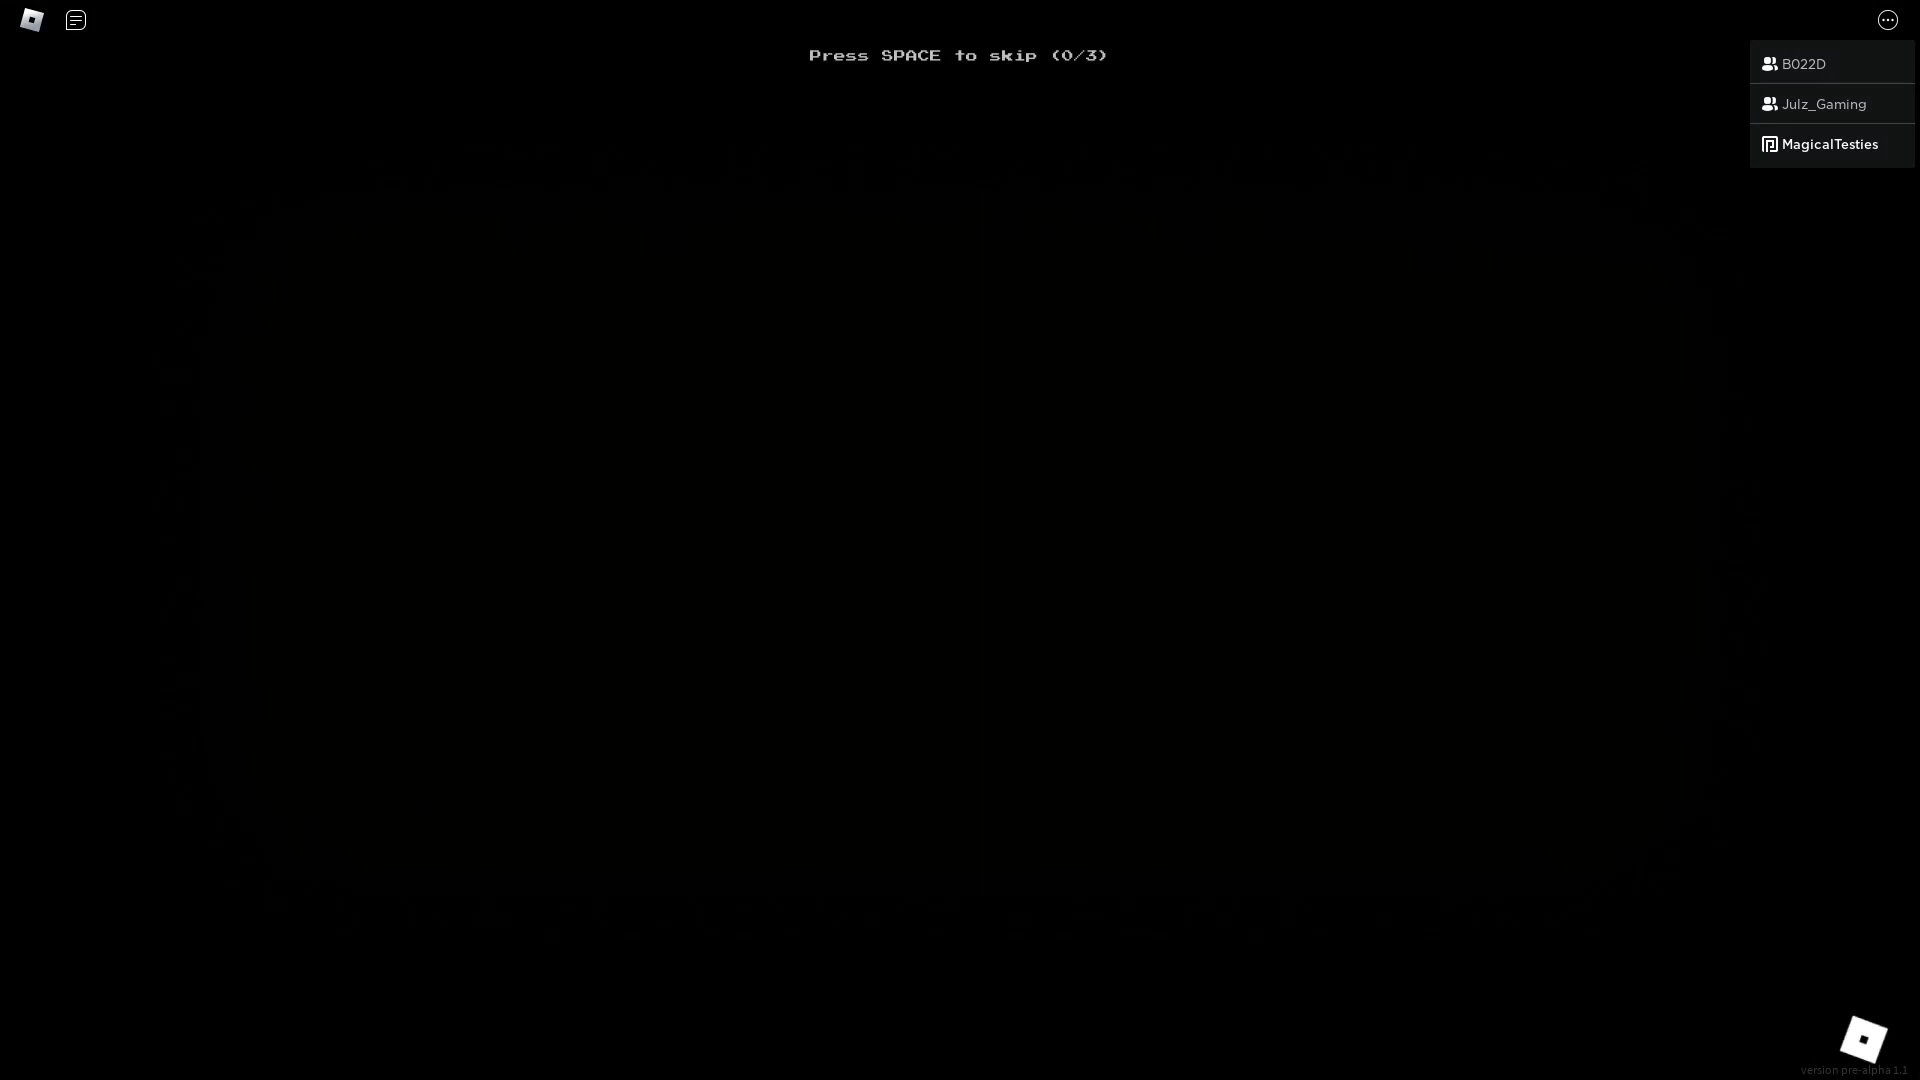 Press SPACE to skip (0/3)
B022D
Julz_Gaming
MagicalTesties
version pre-alpha 1.1